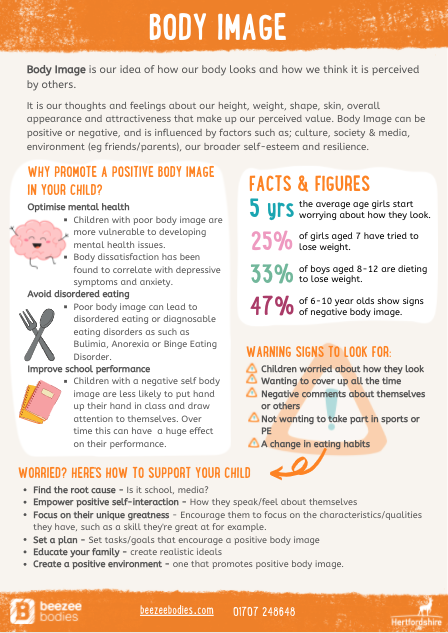 BODY IMAGE
Body Image is our idea of how our body looks and how we think it is perceived
by others.
It is our thoughts and feelings about our height, weight, shape, skin, overall
appearance and attractiveness that make up our perceived value. Body Image can be
positive or negative, and is influenced by factors such as; culture, society & media,
environment (eg friends/parents), our broader self-esteem and resilience.
WHY PROMOTE A POSITIVE BODY IMAGE
IN YOUR CHILD?
Optimise mental health
▪ Children with poor body image are
more vulnerable to developing
mental health issues.
▪ Body dissatisfaction has been
found to correlate with depressive
symptoms and anxiety.
Avoid disordered eating
▪ Poor body image can lead to
disordered eating or diagnosable
eating disorders as such as
Bulimia, Anorexia or Binge Eating
Disorder.
Improve school performance
▪ Children with a negative self body
image are less likely to put hand
up their hand in class and draw
attention to themselves. Over
time this can have a huge effect
on their performance.
FACTS & FIGURES
5 yrs the average age girls start
worrying about how they look.
25% of girls aged 7 have tried to
lose weight.
33% of boys aged 8-12 are dieting
to lose weight.
47% of 6-10 year olds show signs
of negative body image.
WARNING SIGNS TO LOOK FOR:
Children worried about how they look
Wanting to cover up all the time
Negative comments about themselves
or others
Not wanting to take part in sports or
PE
A change in eating habits
WORRIED? HERE'S HOW TO SUPPORT YOUR CHILD
• Find the root cause - Is it school, media?
• Empower positive self-interaction - How they speak/feel about themselves
• Focus on their unique greatness - Encourage them to focus on the characteristics/qualities
they have, such as a skill they're great at for example.
• Set a plan - Set tasks/goals that encourage a positive body image
• Educate your family - create realistic ideals
• Create a positive environment - one that promotes positive body image.
beezee
bodies
beezeebodies.com
01707 248648
Hertfordshire